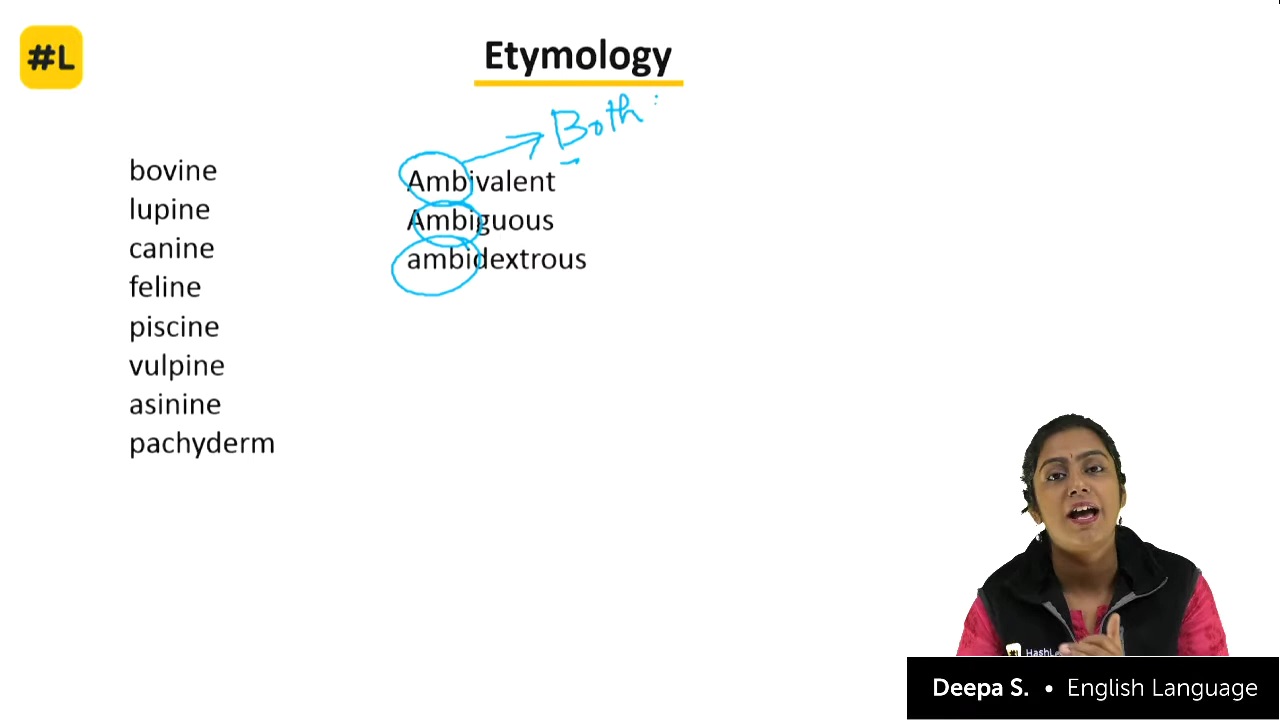 #L
Etymology
Both :
bovine
lupine
canine
feline
piscine
vulpine
asinine
pachyderm
Ambivalent
Ambiguous
ambidextrous
#L
Deepa S. • English Language